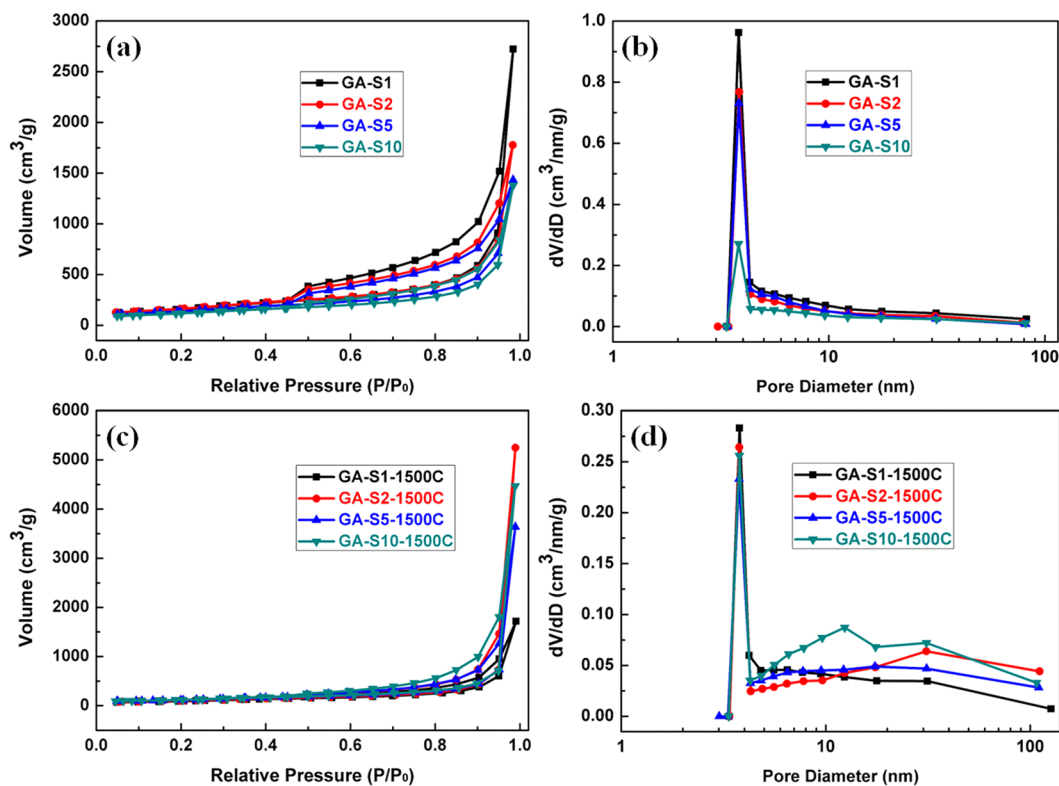 (a)
3000
2500
2000
1500
1000
500
0
Volume (cm³/g)
GA-S1
GA-S2
GA-S5
GA-S10
0.0 0.2 0.4 0.6 0.8 1.0
Relative Pressure (P/P₀)
(b)
1.0
0.8
0.6
0.4
0.2
0.0
dV/dD (cm³/nm/g)
GA-S1
GA-S2
GA-S5
GA-S10
1 10 100
Pore Diameter (nm)
(c)
6000
5000
4000
3000
2000
1000
0
Volume (cm³/g)
GA-S1-1500C
GA-S2-1500C
GA-S5-1500C
GA-S10-1500C
0.0 0.2 0.4 0.6 0.8 1.0
Relative Pressure (P/P₀)
(d)
0.30
0.25
0.20
0.15
0.10
0.05
0.00
dV/dD (cm³/nm/g)
GA-S1-1500C
GA-S2-1500C
GA-S5-1500C
GA-S10-1500C
1 10 100
Pore Diameter (nm)